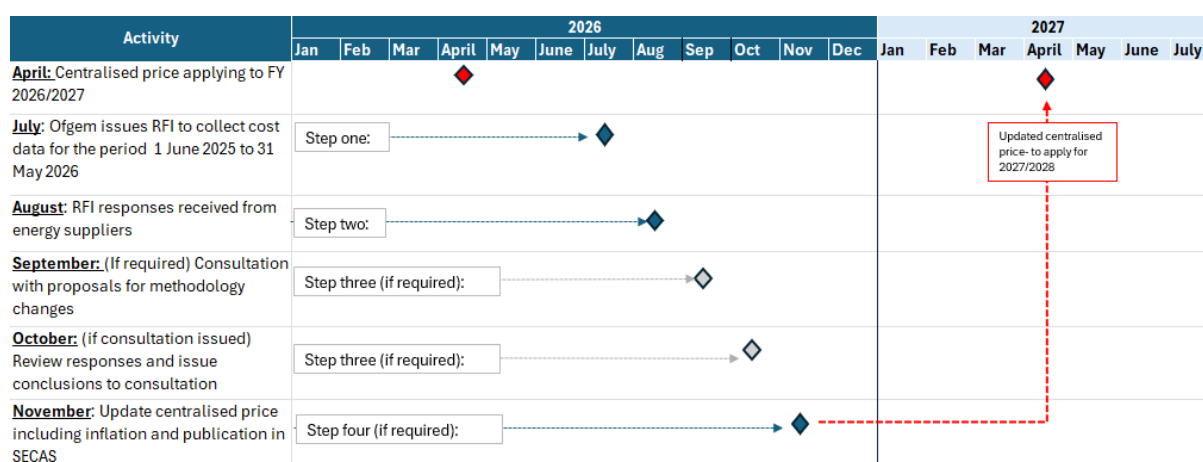 Activity
2026
2027
Jan Feb Mar April May June July Aug Sep Oct Nov Dec Jan Feb Mar April May June July
April: Centralised price applying to FY
2026/2027
July: Ofgem issues RFI to collect cost
data for the period 1 June 2025 to 31
May 2026
Step one:
Updated centralised
price- to apply for
2027/2028
August: RFI responses received from
energy suppliers
Step two:
September: (If required) Consultation
with proposals for methodology
changes
Step three (if required):
October: (if consultation issued)
Review responses and issue
conclusions to consultation
Step three (if required):
November: Update centralised price
including inflation and publication in
SECAS
Step four (if required):